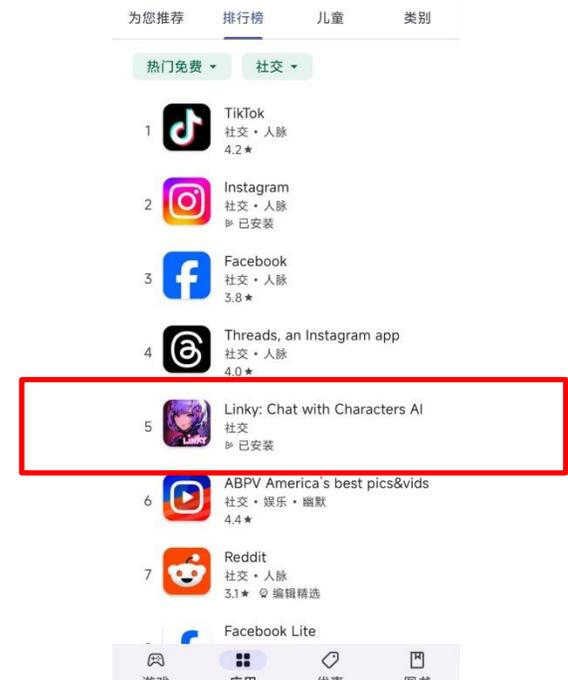 为您推荐 排行榜 儿童 类别
热门免费 社交
1 TikTok
社交 • 人脉
4.2★
2 Instagram
社交 • 人脉
已安装
3 Facebook
社交 • 人脉
3.8★
4 Threads, an Instagram app
社交 • 人脉
4.0★
5 Linky: Chat with Characters AI
社交
LINKY 已安装
6 ABPV America's best pics&vids
社交 • 娱乐 • 幽默
4.4★
7 Reddit
社交 • 人脉
3.1★ 编辑精选
Facebook Lite